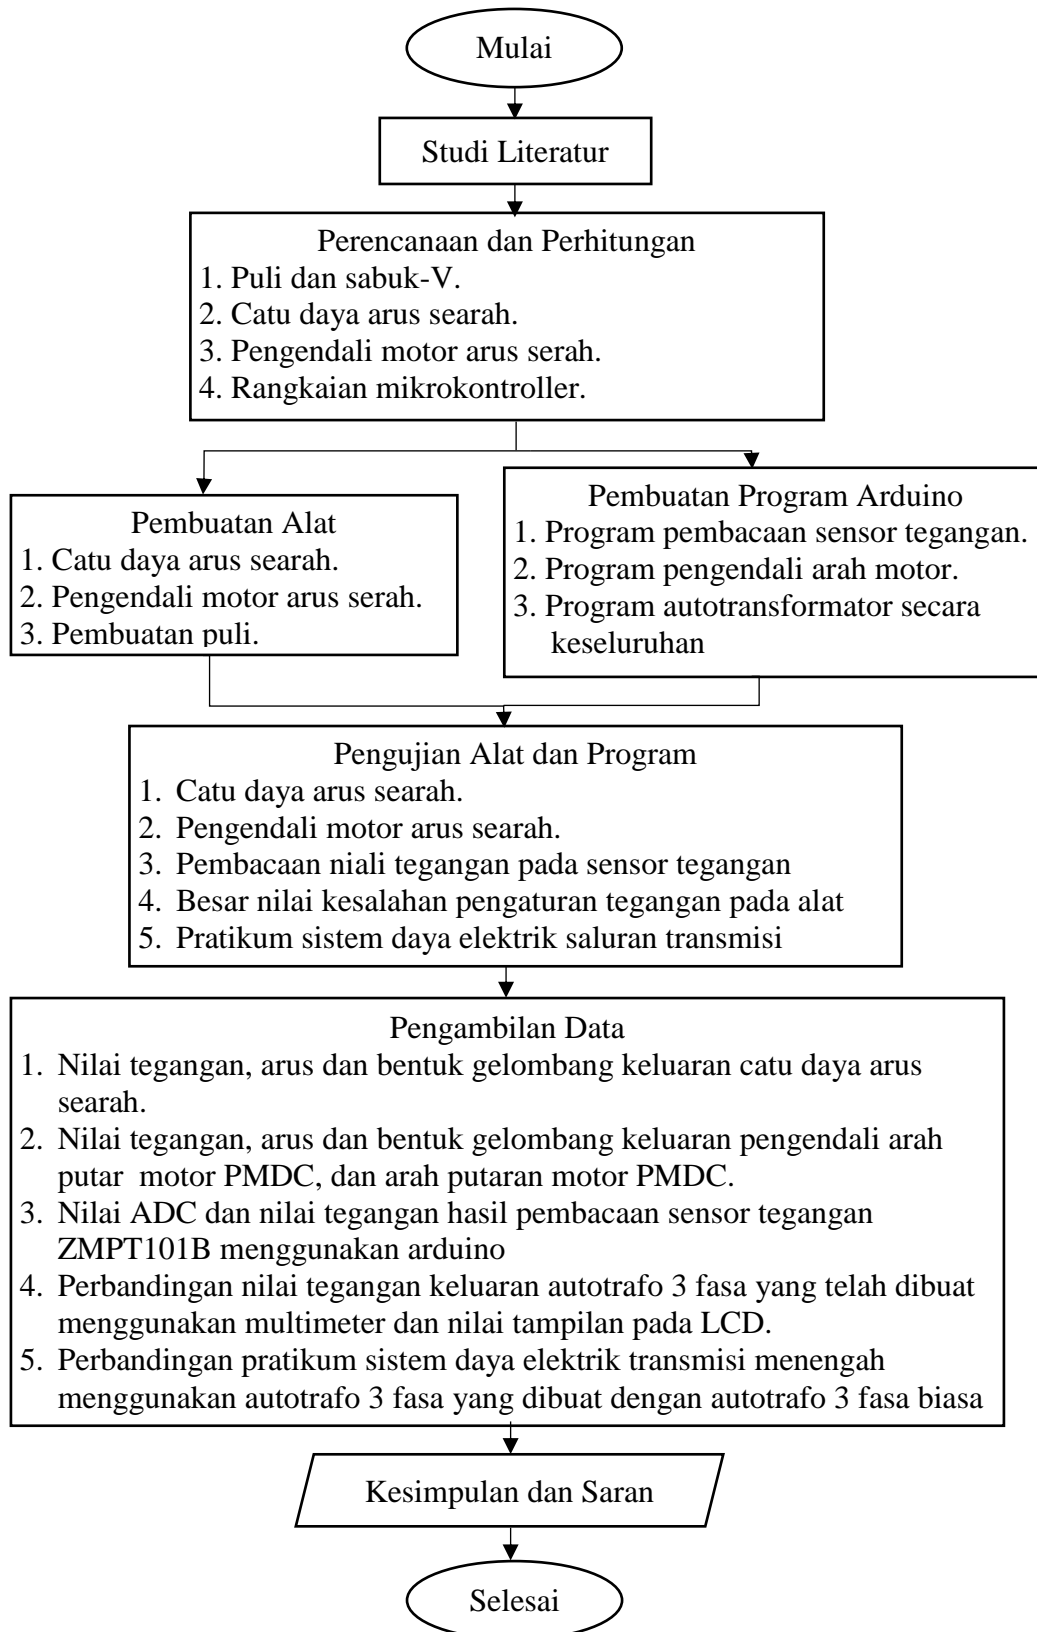 Mulai
Studi Literatur
Perencanaan dan Perhitungan
1. Puli dan sabuk-V.
2. Catu daya arus searah.
3. Pengendali motor arus serah.
4. Rangkaian mikrokontroller.
Pembuatan Alat
1. Catu daya arus searah.
2. Pengendali motor arus serah.
3. Pembuatan puli.
Pembuatan Program Arduino
1. Program pembacaan sensor tegangan.
2. Program pengendali arah motor.
3. Program autotransformator secara
keseluruhan
Pengujian Alat dan Program
1. Catu daya arus searah.
2. Pengendali motor arus searah.
3. Pembacaan niali tegangan pada sensor tegangan
4. Besar nilai kesalahan pengaturan tegangan pada alat
5. Pratikum sistem daya elektrik saluran transmisi
Pengambilan Data
1. Nilai tegangan, arus dan bentuk gelombang keluaran catu daya arus
searah.
2. Nilai tegangan, arus dan bentuk gelombang keluaran pengendali arah
putar motor PMDC, dan arah putaran motor PMDC.
3. Nilai ADC dan nilai tegangan hasil pembacaan sensor tegangan
ZMPT101B menggunakan arduino
4. Perbandingan nilai tegangan keluaran autotrafo 3 fasa yang telah dibuat
menggunakan multimeter dan nilai tampilan pada LCD.
5. Perbandingan pratikum sistem daya elektrik transmisi menengah
menggunakan autotrafo 3 fasa yang dibuat dengan autotrafo 3 fasa biasa
Kesimpulan dan Saran
Selesai